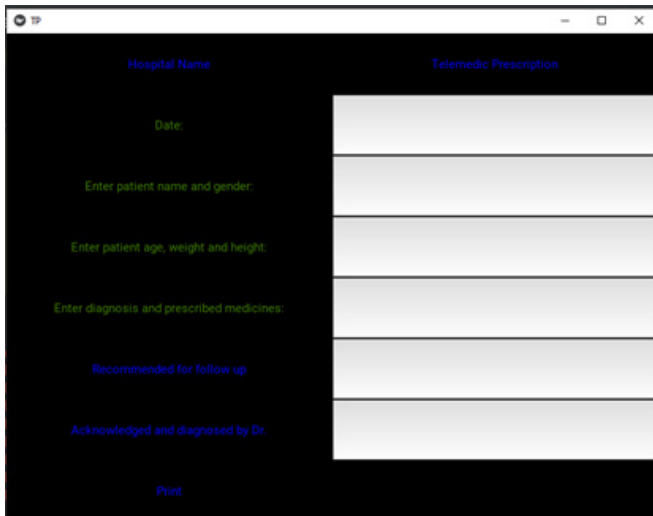 TP
Hospital Name
Telemedic Prescription
Date:
Enter patient name and gender:
Enter patient age, weight and height:
Enter diagnosis and prescribed medicines:
Recommended for follow up
Acknowledged and diagnosed by Dr.
Print